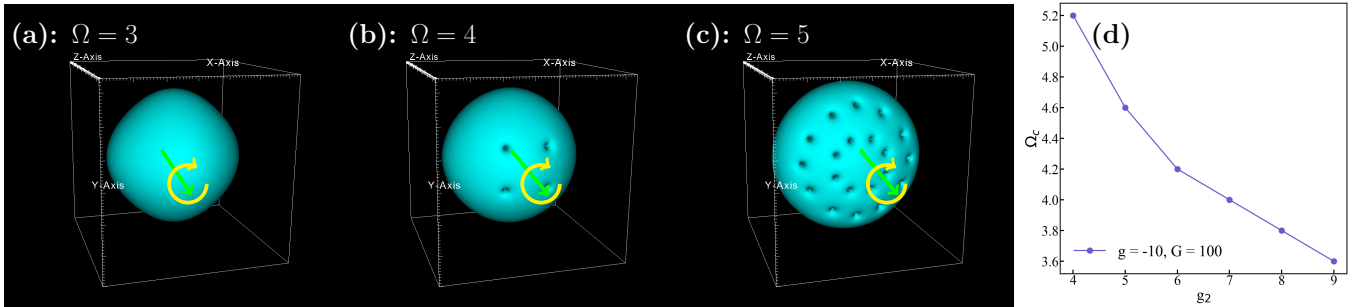 (a): Ω = 3
Z-Axis
X-Axis
Y-Axis
(b): Ω = 4
Z-Axis
X-Axis
Y-Axis
(c): Ω = 5
Z-Axis
X-Axis
Y-Axis
(d)
5.2
5.0
4.8
4.6
4.4
4.2
4.0
3.8
3.6
Ω_c
g = -10, G = 100
4 5 6 7 8 9
g₂